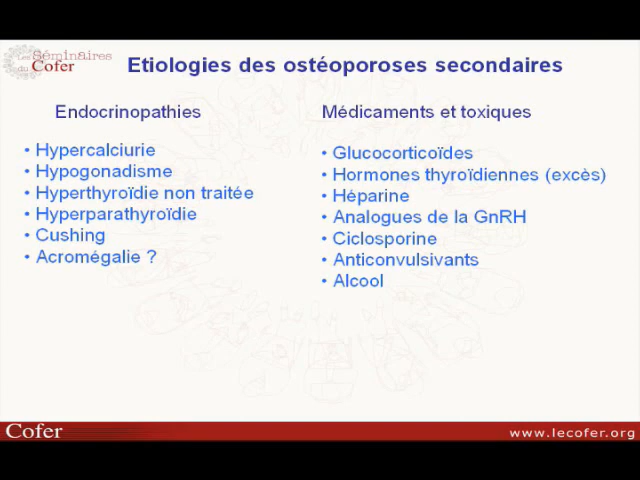 Les Séminaires
du Cofer
Etiologies des ostéoporoses secondaires
Endocrinopathies
• Hypercalciurie
• Hypogonadisme
• Hyperthyroïdie non traitée
• Hyperparathyroïdie
• Cushing
• Acromégalie ?
Médicaments et toxiques
• Glucocorticoïdes
• Hormones thyroïdiennes (excès)
• Héparine
• Analogues de la GnRH
• Ciclosporine
• Anticonvulsivants
• Alcool
Cofer
www.lecofer.org